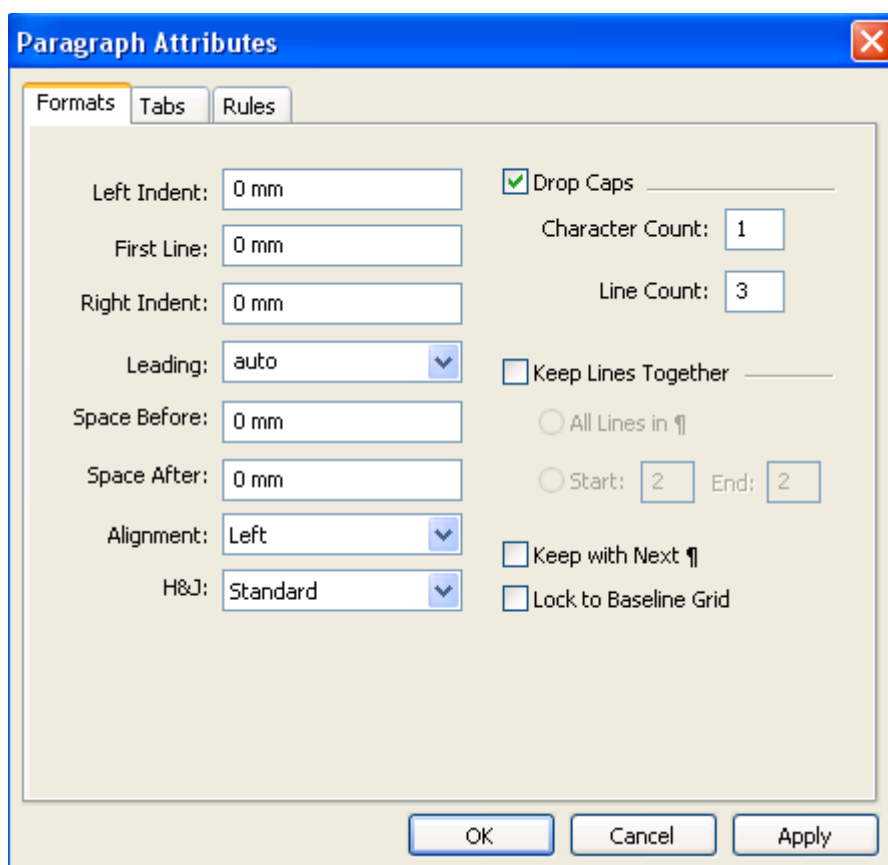 Paragraph Attributes
Formats Tabs Rules
Left Indent: 0 mm
First Line: 0 mm
Right Indent: 0 mm
Leading: auto
Space Before: 0 mm
Space After: 0 mm
Alignment: Left
H&J: Standard
Drop Caps
Character Count: 1
Line Count: 3
Keep Lines Together
All Lines in ¶
Start: 2 End: 2
Keep with Next ¶
Lock to Baseline Grid
OK Cancel Apply